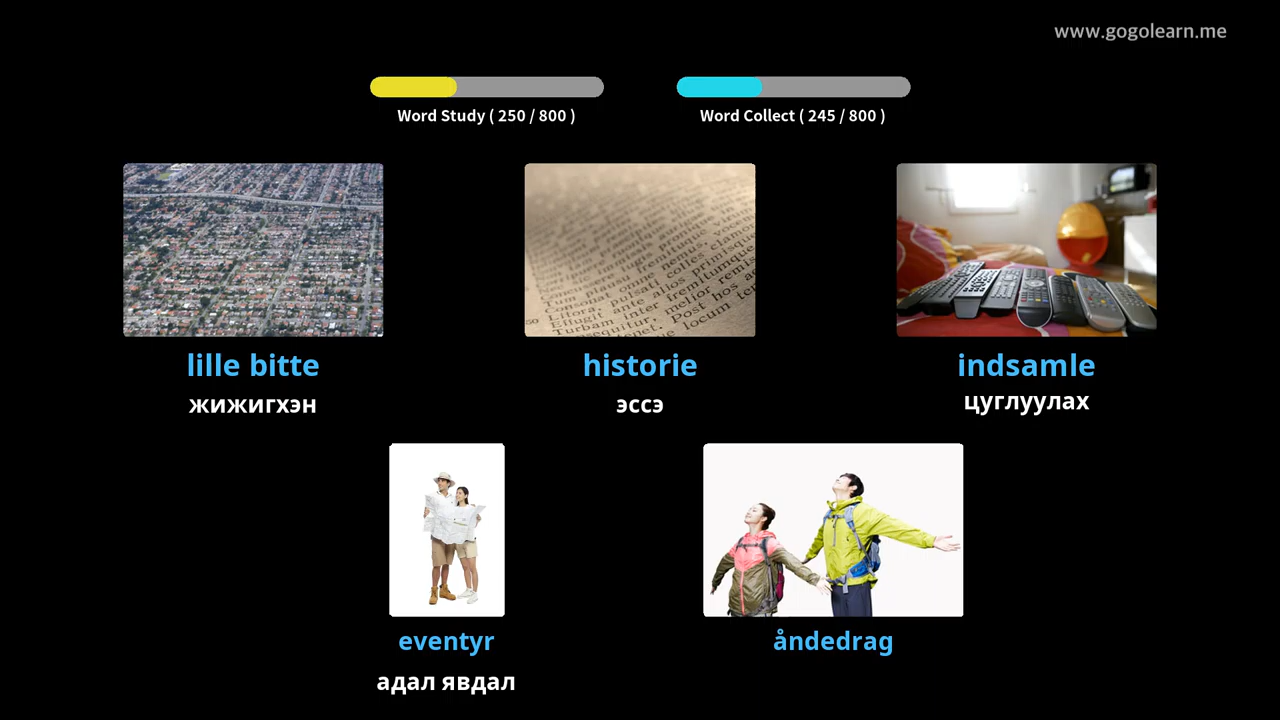 www.gogolearn.me
Word Study ( 250 / 800 )
Word Collect ( 245 / 800 )
lille bitte
historie
indsamle
жижигхэн
эссэ
цуглуулах
eventyr
åndedrag
адал явдал